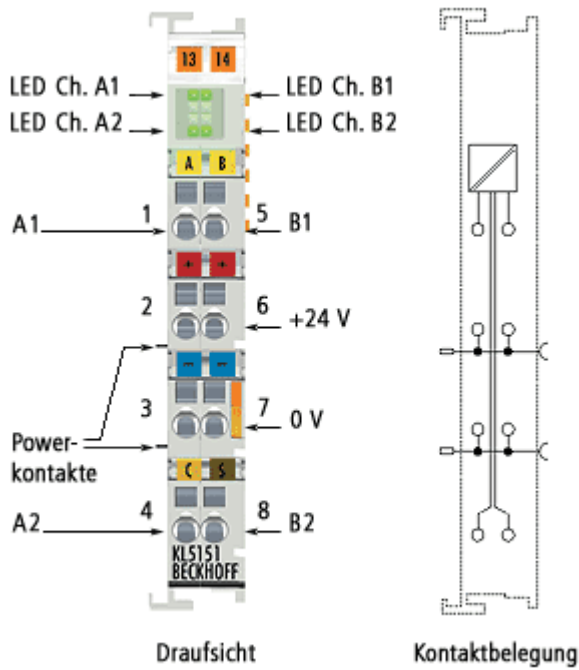 13 14
LED Ch. A1
LED Ch. B1
LED Ch. A2
LED Ch. B2
A B
A1
1
5
B1
+ +
2
6
+24 V
- -
3
7
0 V
Power-
kontakte
C S
A2
4
8
B2
KL5151
BECKHOFF
Draufsicht
Kontaktbelegung